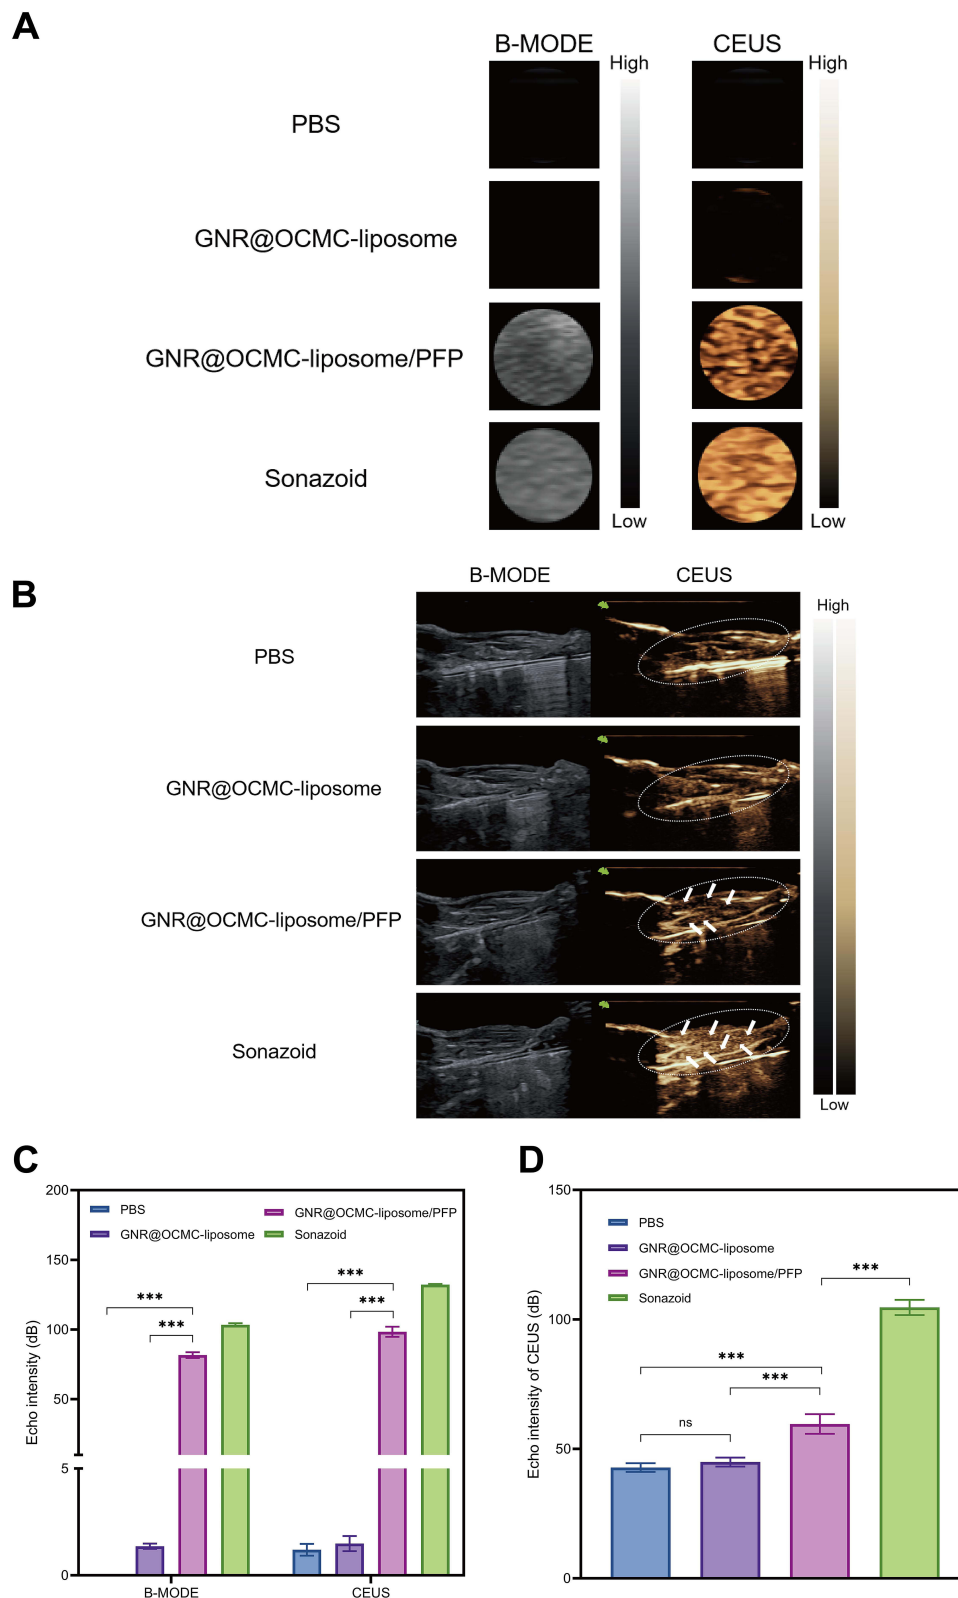 A
B-MODE CEUS
High High
PBS
GNR@OCMC-liposome
GNR@OCMC-liposome/PFP
Sonazoid
Low Low
B
B-MODE CEUS
High
PBS
GNR@OCMC-liposome
GNR@OCMC-liposome/PFP
Sonazoid
Low
C
Echo intensity (dB)
200
150
100
50
5
0
PBS
GNR@OCMC-liposome
GNR@OCMC-liposome/PFP
Sonazoid
***
***
***
***
B-MODE CEUS
D
Echo intensity of CEUS (dB)
150
100
50
0
PBS
GNR@OCMC-liposome
GNR@OCMC-liposome/PFP
Sonazoid
***
***
***
ns